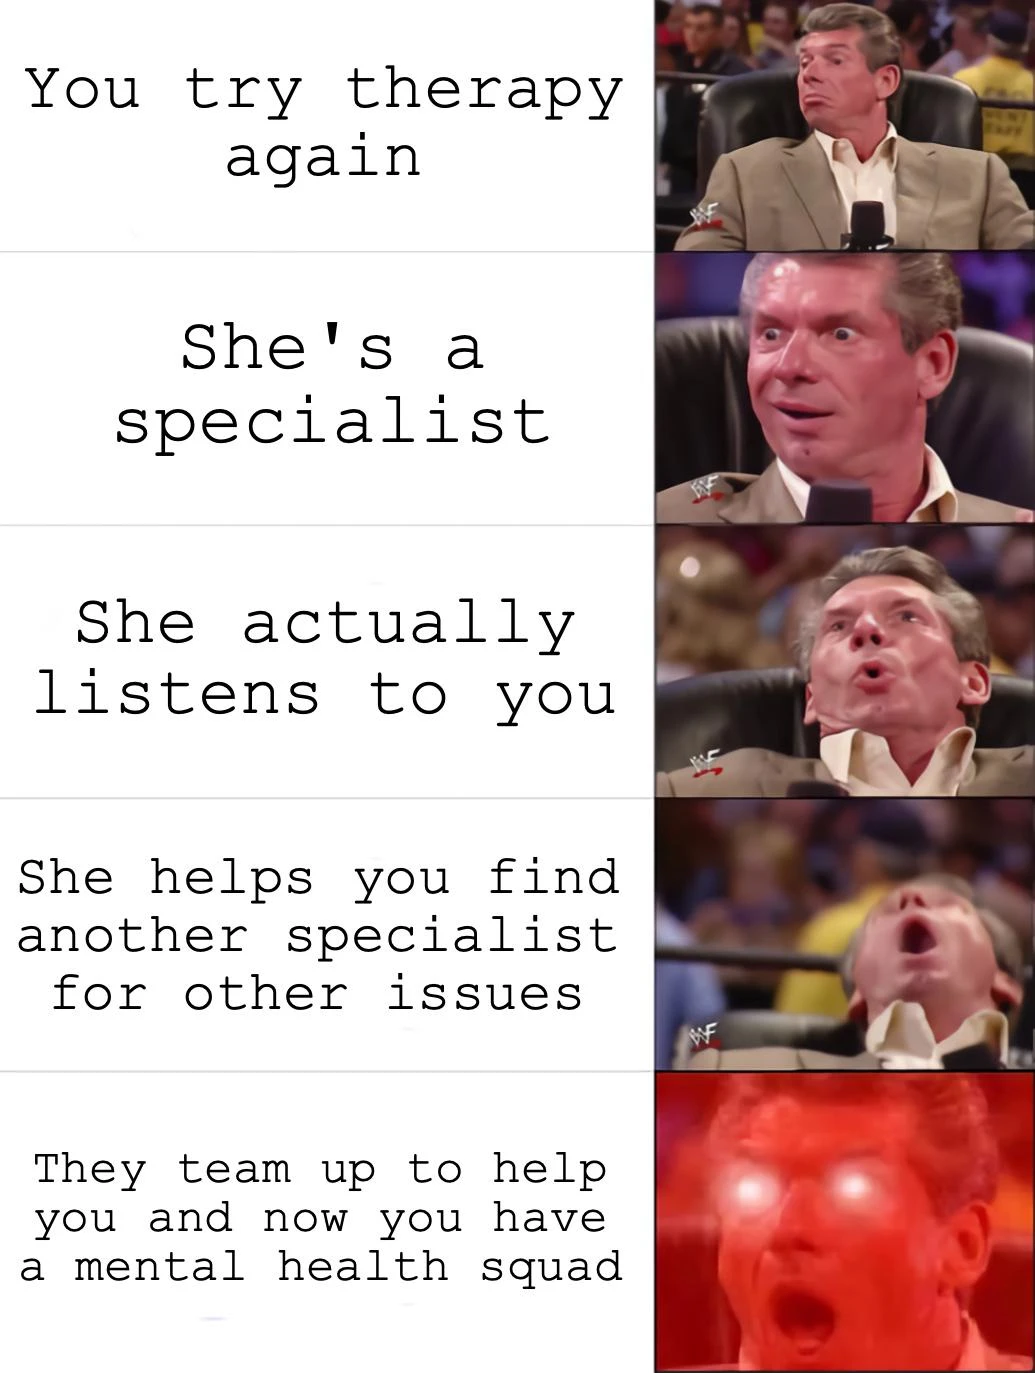 You try therapy
again
She's a
specialist
She actually
listens to you
She helps you find
another specialist
for other issues
They team up to help
you and now you have
a mental health squad